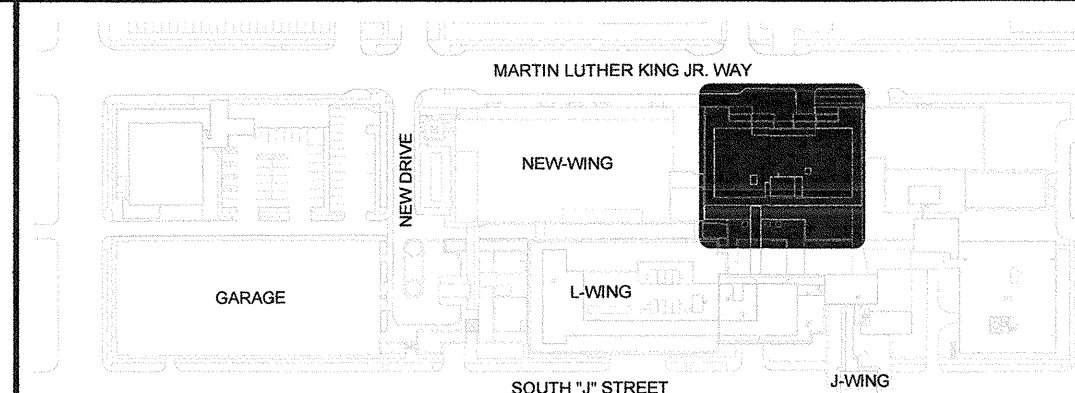 MARTIN LUTHER KING JR. WAY
NEW DRIVE
NEW-WING
GARAGE
L-WING
SOUTH "J" STREET
J-WING